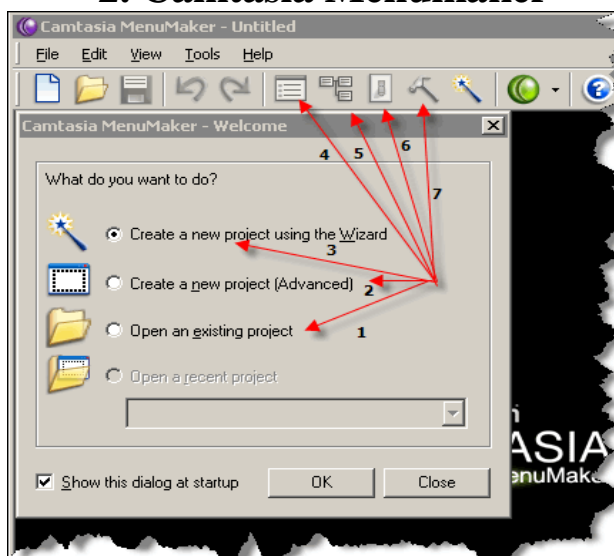 2. Camtasia Menumaker
Camtasia MenuMaker - Untitled
File Edit View Tools Help
Camtasia MenuMaker - Welcome
4 5 6
What do you want to do?
7
Create a new project using the Wizard
3
Create a new project (Advanced)
2
Open an existing project
1
Open a recent project
ASIA
Show this dialog at startup
OK
Close